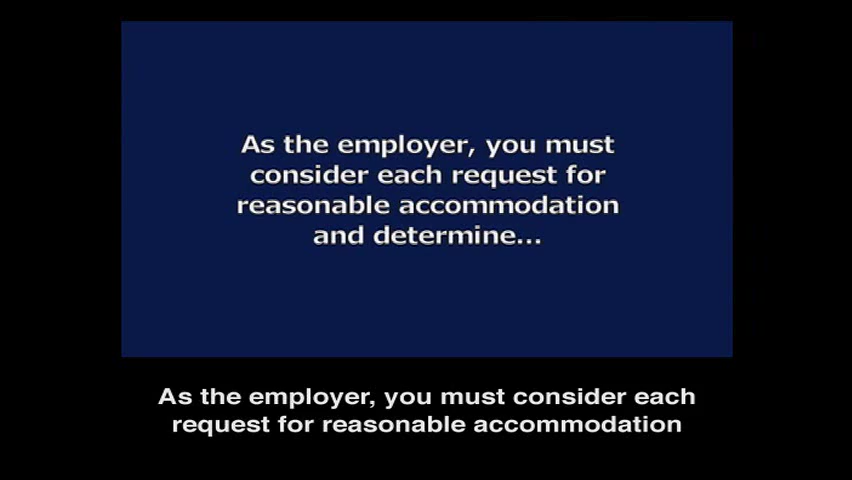 As the employer, you must
consider each request for
reasonable accommodation
and determine...
As the employer, you must consider each
request for reasonable accommodation